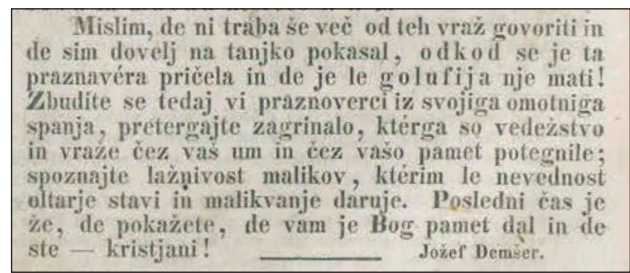 Mislim, de ni trába še več od teh vraž govoriti in
de sim dovelj na tanjko pokasal, odkod se je ta
praznavéra pričela in de je le golufija nje mati!
Zbudíte se tedaj vi praznoverci iz svojiga omotniga
spanja, pretergajte zagrinalo, ktérga so vedežstvo
in vraže čez vaš um in čez vašo pamet potegnile;
spoznajte lažnivost malikov, ktérim le nevednost
oltarje stavi in malikvanje daruje. Posledni čas je
že, de pokažete, de vam je Bog pamet dal in de
ste — kristjani!
Jožef Demšer.